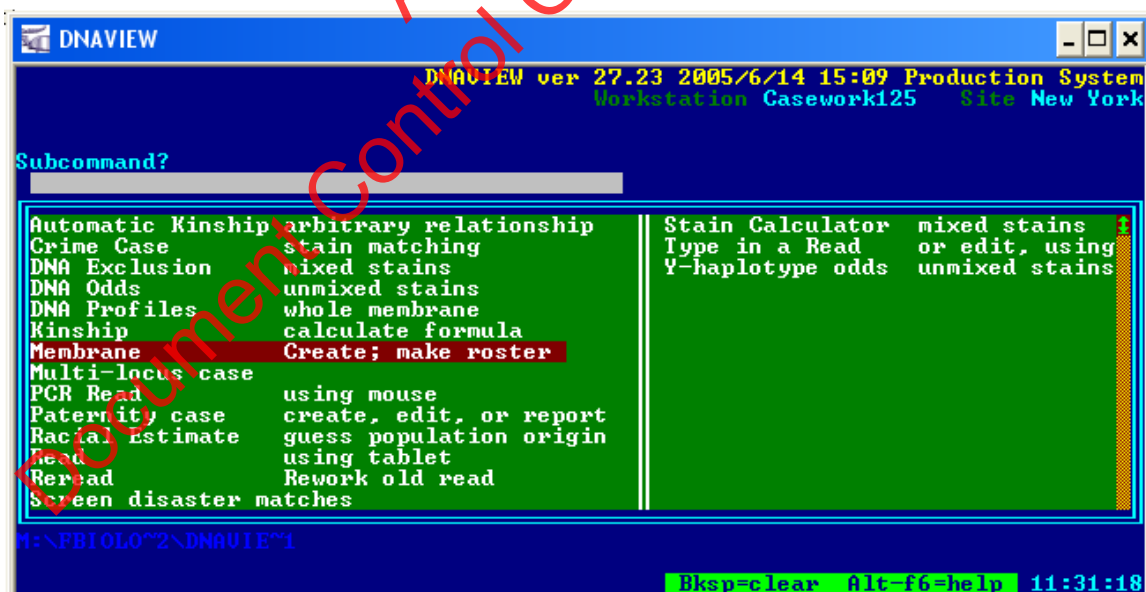 DNAVIEW
DNAVIEW ver 27.23 2005/6/14 15:09 Production System
Workstation Casework125 Site New York
Subcommand?
Automatic Kinship arbitrary relationship
Crime Case stain matching
DNA Exclusion mixed stains
DNA Odds unmixed stains
DNA Profiles whole membrane
Kinship calculate formula
Membrane Create; make roster
Multi-locus case
PCR Read using mouse
Paternity case create, edit, or report
Racial Estimate guess population origin
Read using tablet
Reread Rework old read
Screen disaster matches
Stain Calculator mixed stains
Type in a Read or edit, using
Y-haplotype odds unmixed stains
M:\FBIOLO~2\DNAVIE~1
Bksp=clear Alt-f6=help 11:31:18
Document Control